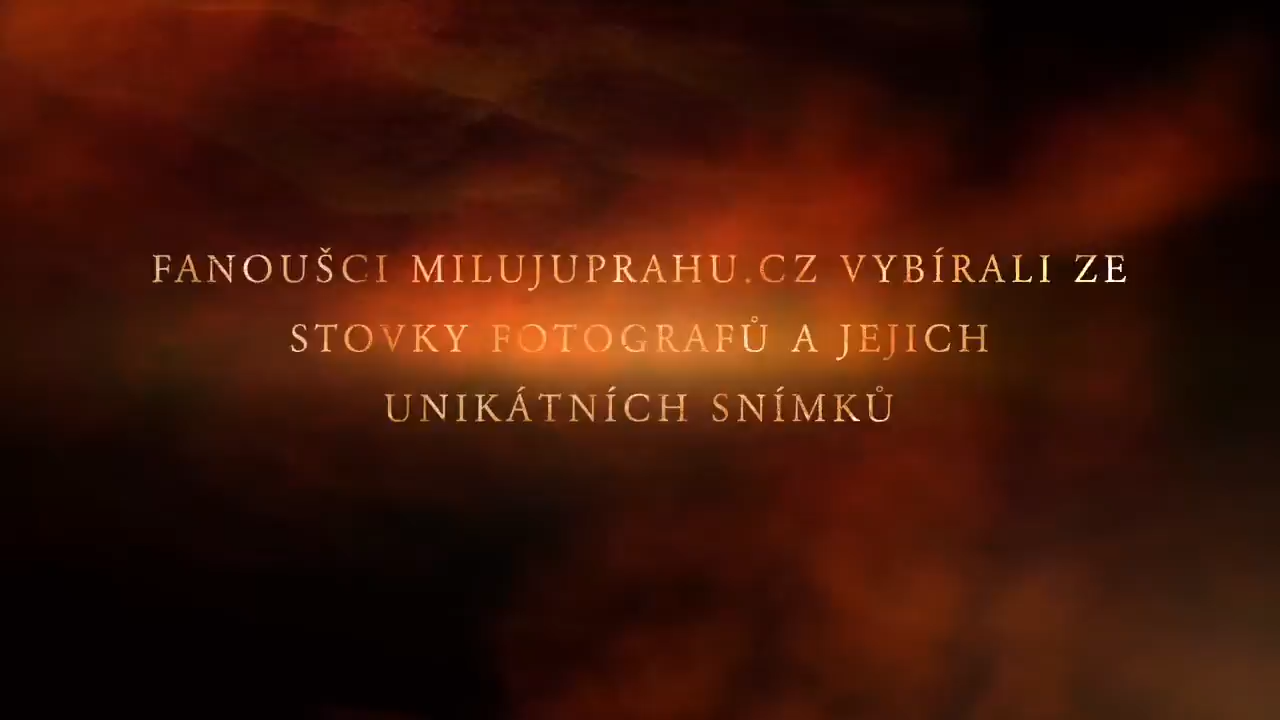 FANOUŠCI MILUJUPRAHU.CZ VYBÍRALI ZE
STOVKY FOTOGRAFŮ A JEJICH
UNIKÁTNÍCH SNÍMKŮ